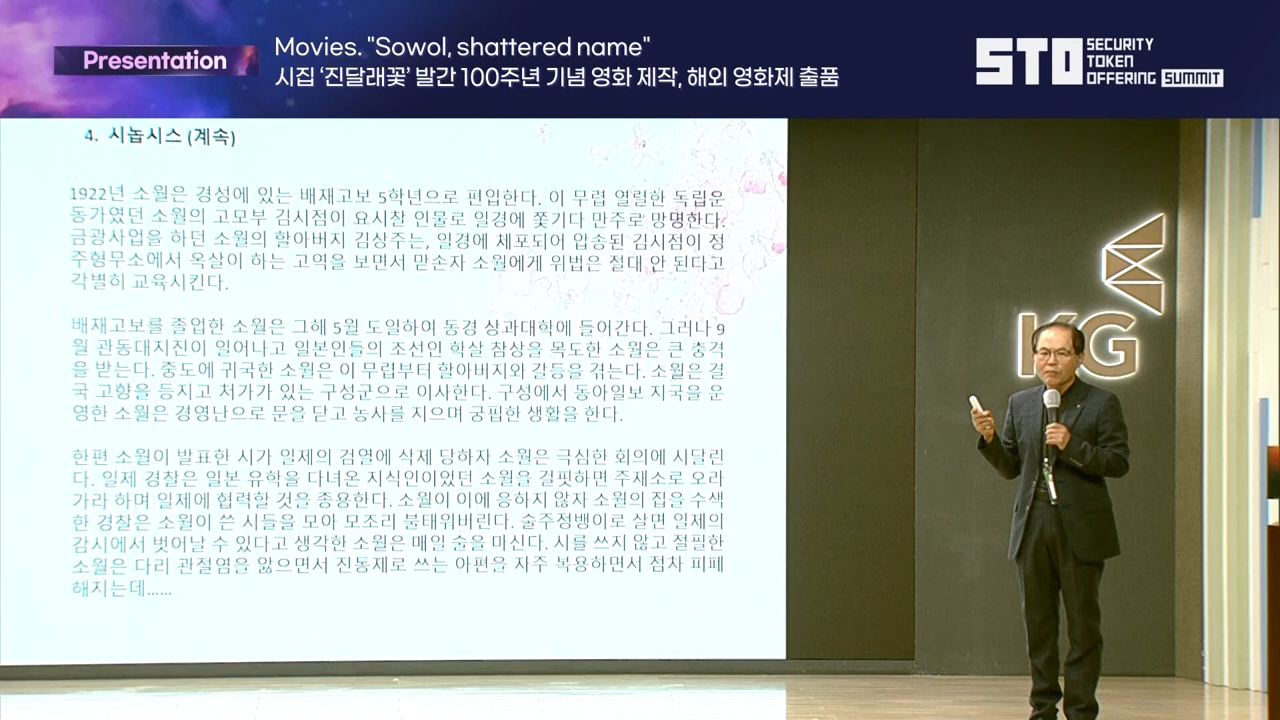 Presentation
Movies. "Sowol, shattered name"
시집 ‘진달래꽃’ 발간 100주년 기념 영화 제작, 해외 영화제 출품
STO SECURITY
TOKEN
OFFERING SUMMIT
4. 시놉시스 (계속)
1922년 소월은 경성에 있는 배재고보 5학년으로 편입한다. 이 무렵 열렬한 독립운
동가였던 소월의 고모부 김시점이 요시찰 인물로 일경에 쫓기다 만주로 망명한다.
금광사업을 하던 소월의 할아버지 김상주는, 일경에 체포되어 압송된 김시점이 정
주형무소에서 옥살이 하는 고역을 보면서 맏손자 소월에게 위법은 절대 안 된다고
각별히 교육시킨다.
배재고보를 졸업한 소월은 그해 5월 도일하여 동경 상과대학에 들어간다. 그러나 9
월 관동대지진이 일어나고 일본인들의 조선인 학살 참상을 목도한 소월은 큰 충격
을 받는다. 중도에 귀국한 소월은 이 무렵부터 할아버지와 갈등을 겪는다. 소월은 결
국 고향을 등지고 처가가 있는 구성군으로 이사한다. 구성에서 동아일보 지국을 운
영한 소월은 경영난으로 문을 닫고 농사를 지으며 궁핍한 생활을 한다.
한편 소월이 발표한 시가 일제의 검열에 삭제 당하자 소월은 극심한 회의에 시달린
다. 일제 경찰은 일본 유학을 다녀온 지식인이었던 소월을 걸핏하면 주재소로 오라
가라 하며 일제에 협력할 것을 종용한다. 소월이 이에 응하지 않자 소월의 집을 수색
한 경찰은 소월이 쓴 시들을 모아 모조리 불태워버린다. 술주정뱅이로 살면 일제의
감시에서 벗어날 수 있다고 생각한 소월은 매일 술을 마신다. 시를 쓰지 않고 절필한
소월은 다리 관절염을 앓으면서 진통제로 쓰는 아편을 자주 복용하면서 점차 피폐
해지는데......
KG